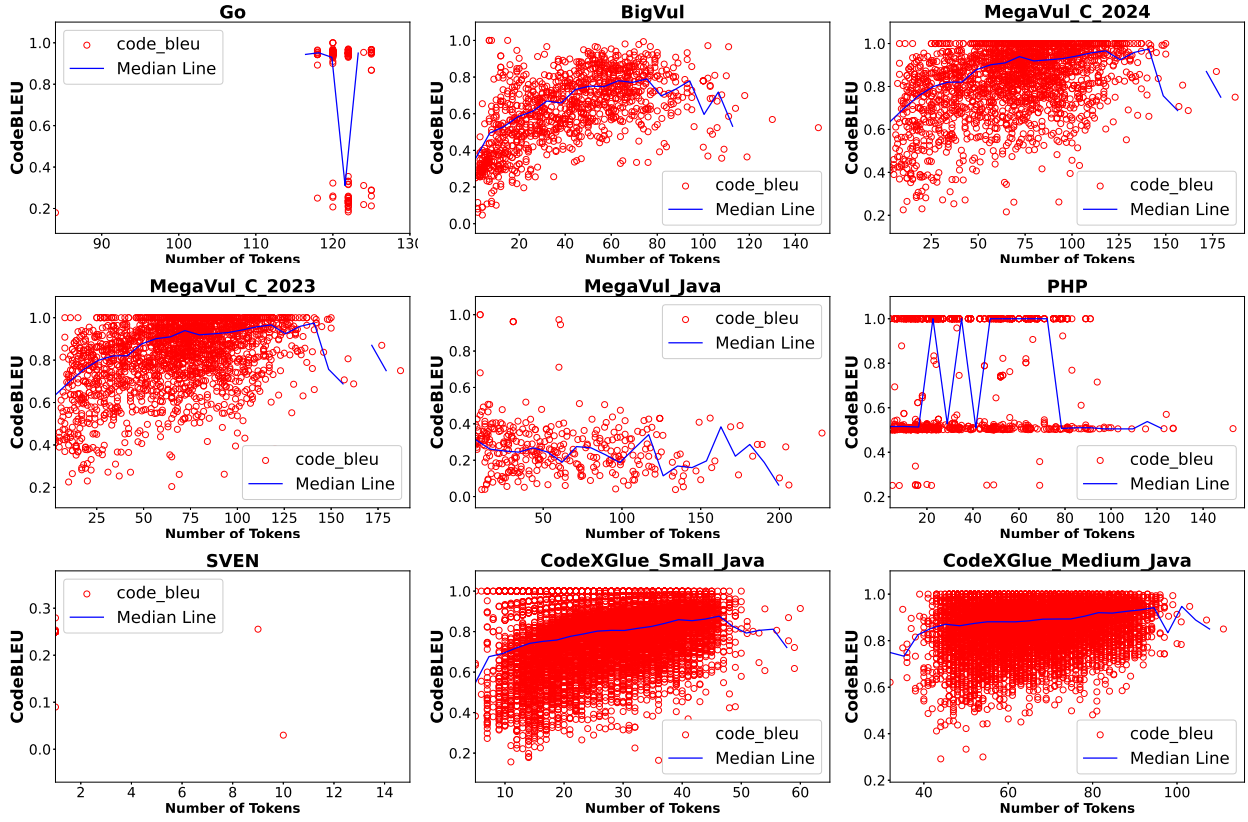 Go
BigVul
MegaVul_C_2024
1.0
0.8
0.6
0.4
0.2
CodeBLEU
code_bleu
Median Line
90 100 110 120 130
Number of Tokens
1.0
0.8
0.6
0.4
0.2
0.0
CodeBLEU
code_bleu
Median Line
20 40 60 80 100 120 140
Number of Tokens
1.0
0.8
0.6
0.4
0.2
CodeBLEU
code_bleu
Median Line
25 50 75 100 125 150 175
Number of Tokens
MegaVul_C_2023
MegaVul_Java
PHP
1.0
0.8
0.6
0.4
0.2
CodeBLEU
code_bleu
Median Line
25 50 75 100 125 150 175
Number of Tokens
1.0
0.8
0.6
0.4
0.2
0.0
CodeBLEU
code_bleu
Median Line
50 100 150 200
Number of Tokens
1.0
0.8
0.6
0.4
0.2
CodeBLEU
code_bleu
Median Line
20 40 60 80 100 120 140
Number of Tokens
SVEN
CodeXGlue_Small_Java
CodeXGlue_Medium_Java
0.3
0.2
0.1
0.0
CodeBLEU
code_bleu
Median Line
2 4 6 8 10 12 14
Number of Tokens
1.0
0.8
0.6
0.4
0.2
CodeBLEU
code_bleu
Median Line
10 20 30 40 50 60
Number of Tokens
1.0
0.8
0.6
0.4
0.2
CodeBLEU
code_bleu
Median Line
40 60 80 100
Number of Tokens